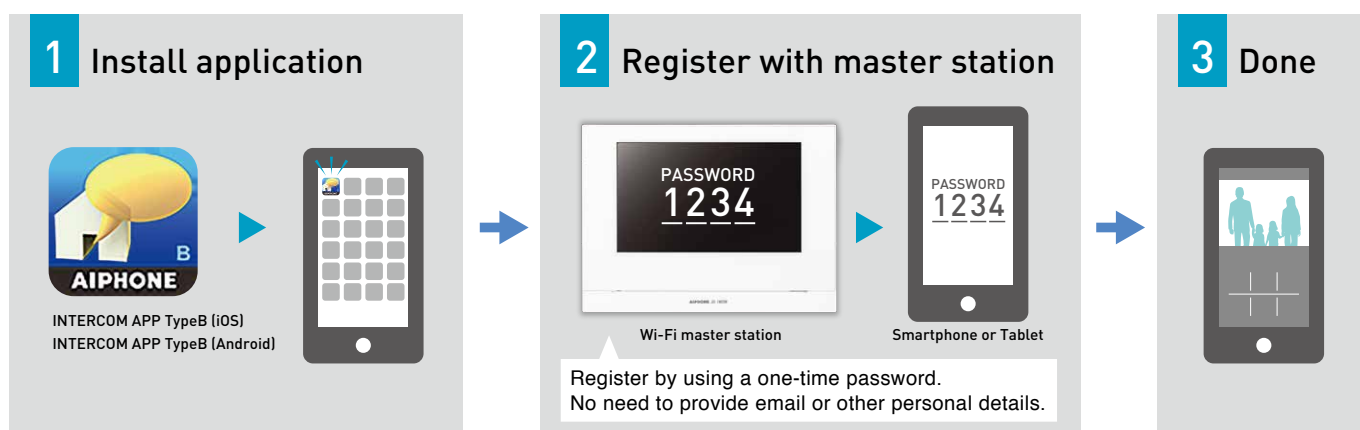 1 Install application
B
AIPHONE
INTERCOM APP TypeB (iOS)
INTERCOM APP TypeB (Android)
2 Register with master station
PASSWORD
1234
Wi-Fi master station
PASSWORD
1234
Smartphone or Tablet
Register by using a one-time password.
No need to provide email or other personal details.
3 Done